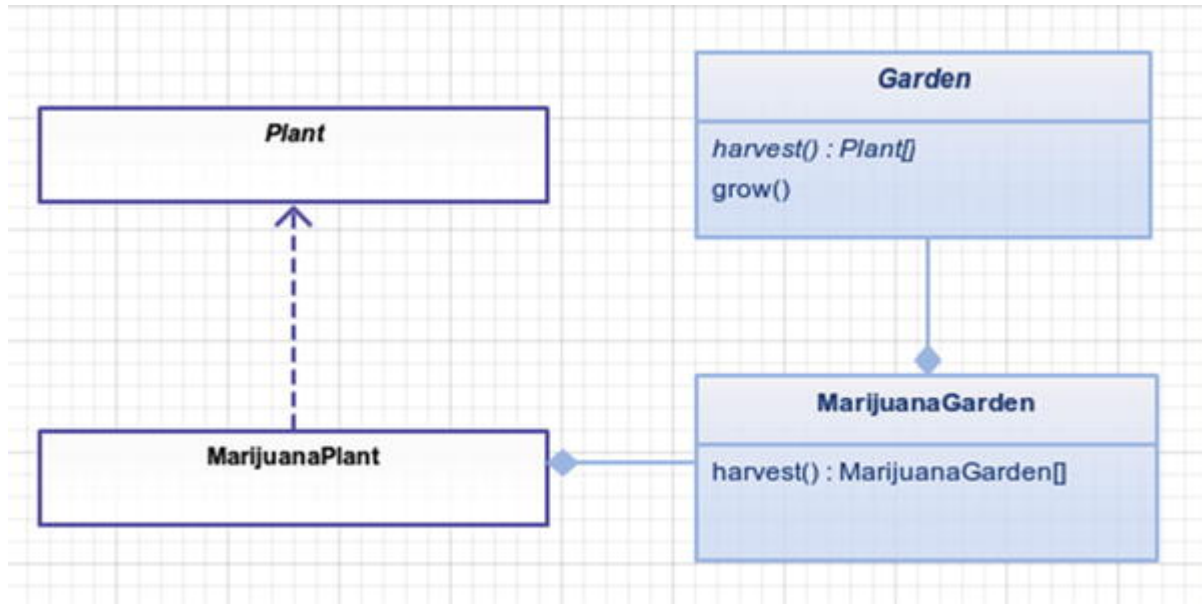 Plant
Garden
harvest() : Plant[]
grow()
MarijuanaPlant
MarijuanaGarden
harvest() : MarijuanaGarden[]